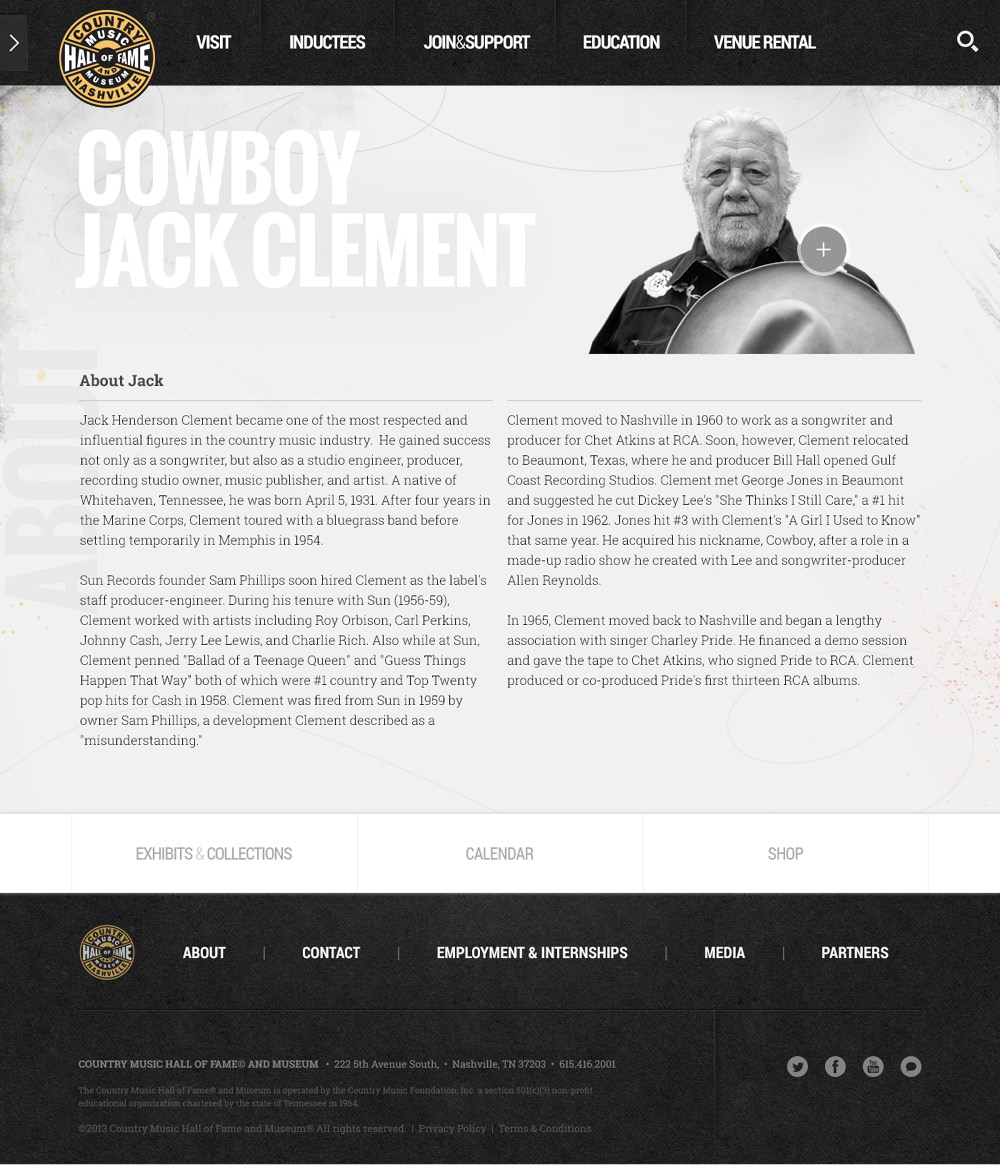 COUNTRY
MUSIC
HALL OF FAME
AND
MUSEUM
NASHVILLE
®
VISIT
INDUCTEES
JOIN&SUPPORT
EDUCATION
VENUE RENTAL
COWBOY
JACK CLEMENT
+
ABOUT
About Jack
Jack Henderson Clement became one of the most respected and
influential figures in the country music industry.  He gained success
not only as a songwriter, but also as a studio engineer, producer,
recording studio owner, music publisher, and artist. A native of
Whitehaven, Tennessee, he was born April 5, 1931. After four years in
the Marine Corps, Clement toured with a bluegrass band before
settling temporarily in Memphis in 1954.
Sun Records founder Sam Phillips soon hired Clement as the label's
staff producer-engineer. During his tenure with Sun (1956-59),
Clement worked with artists including Roy Orbison, Carl Perkins,
Johnny Cash, Jerry Lee Lewis, and Charlie Rich. Also while at Sun,
Clement penned "Ballad of a Teenage Queen" and "Guess Things
Happen That Way" both of which were #1 country and Top Twenty
pop hits for Cash in 1958. Clement was fired from Sun in 1959 by
owner Sam Phillips, a development Clement described as a
"misunderstanding."
Clement moved to Nashville in 1960 to work as a songwriter and
producer for Chet Atkins at RCA. Soon, however, Clement relocated
to Beaumont, Texas, where he and producer Bill Hall opened Gulf
Coast Recording Studios. Clement met George Jones in Beaumont
and suggested he cut Dickey Lee's "She Thinks I Still Care," a #1 hit
for Jones in 1962. Jones hit #3 with Clement's "A Girl I Used to Know"
that same year. He acquired his nickname, Cowboy, after a role in a
made-up radio show he created with Lee and songwriter-producer
Allen Reynolds.
In 1965, Clement moved back to Nashville and began a lengthy
association with singer Charley Pride. He financed a demo session
and gave the tape to Chet Atkins, who signed Pride to RCA. Clement
produced or co-produced Pride's first thirteen RCA albums.
EXHIBITS & COLLECTIONS
CALENDAR
SHOP
COUNTRY
MUSIC
HALL OF FAME
AND
MUSEUM
NASHVILLE
ABOUT | CONTACT | EMPLOYMENT & INTERNSHIPS | MEDIA | PARTNERS
COUNTRY MUSIC HALL OF FAME© AND MUSEUM • 222 5th Avenue South, • Nashville, TN 37203 • 615.416.2001
The Country Music Hall of Fame® and Museum is operated by the Country Music Foundation, Inc. a section 501(c)(3) non-profit
educational organization chartered by the state of Tennessee in 1964.
©2013 Country Music Hall of Fame and Museum® All rights reserved. | Privacy Policy | Terms & Conditions
You
Tube